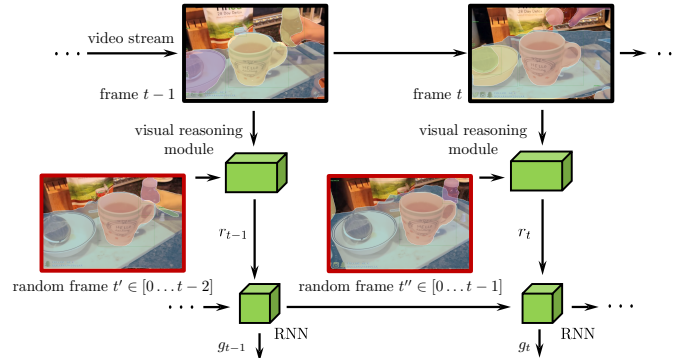 video stream
frame t − 1
frame t
visual reasoning
module
visual reasoning
module
r_{t−1}
r_t
random frame t′ ∈ [0 … t − 2]
random frame t′′ ∈ [0 … t − 1]
RNN
RNN
g_{t−1}
g_t